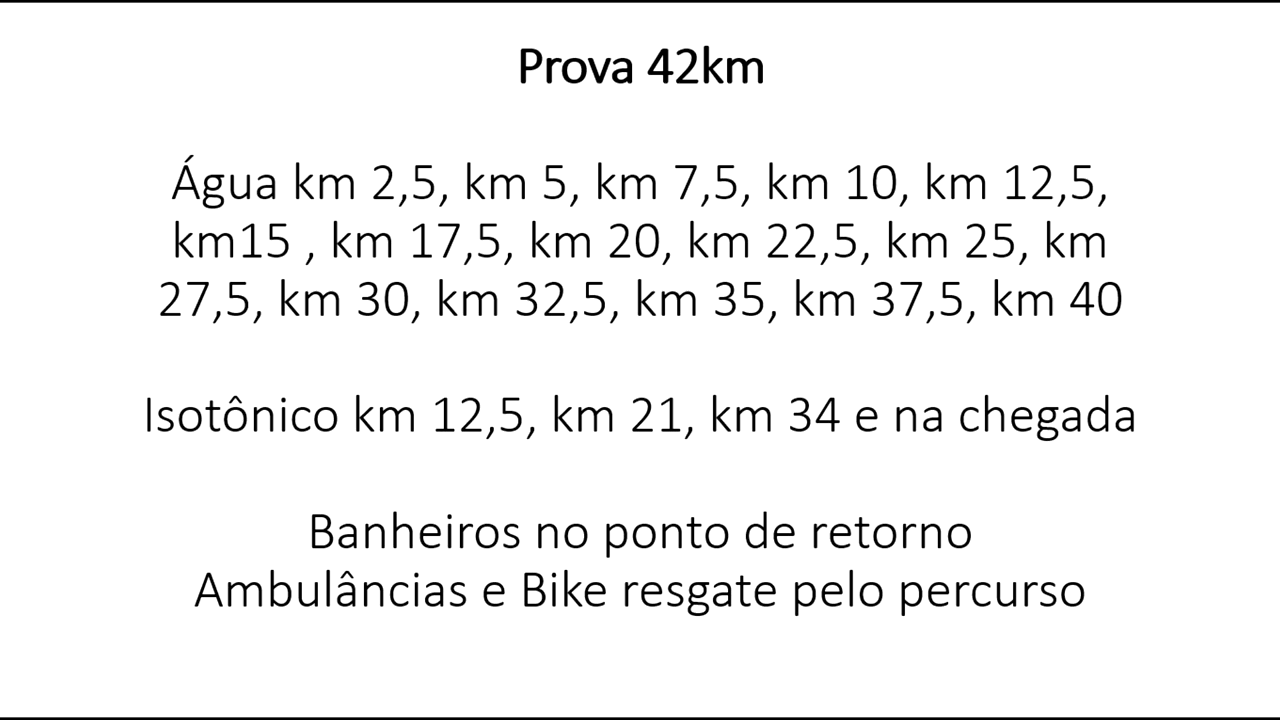 Prova 42km
Água km 2,5, km 5, km 7,5, km 10, km 12,5,
km15 , km 17,5, km 20, km 22,5, km 25, km
27,5, km 30, km 32,5, km 35, km 37,5, km 40
Isotônico km 12,5, km 21, km 34 e na chegada
Banheiros no ponto de retorno
Ambulâncias e Bike resgate pelo percurso